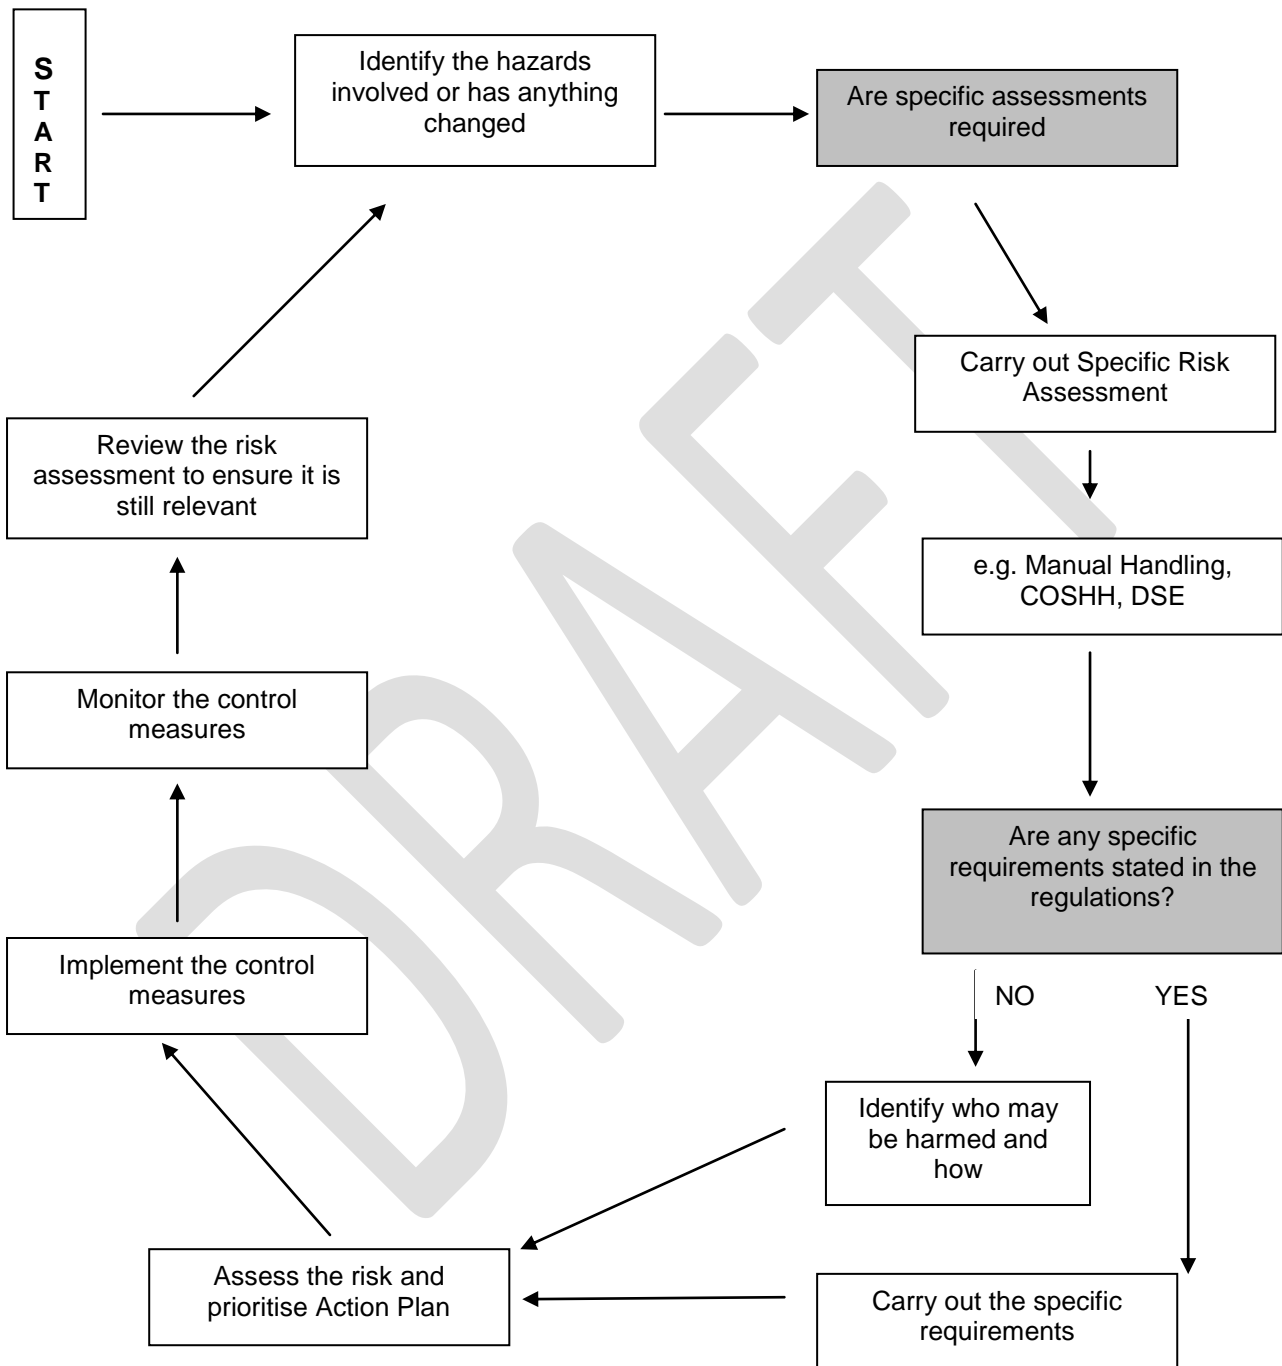 S
T
A
R
T
Identify the hazards
involved or has anything
changed
Are specific assessments
required
Carry out Specific Risk
Assessment
Review the risk
assessment to ensure it is
still relevant
e.g. Manual Handling,
COSHH, DSE
Monitor the control
measures
Are any specific
requirements stated in the
regulations?
Implement the control
measures
NO
YES
Identify who may
be harmed and
how
Assess the risk and
prioritise Action Plan
Carry out the specific
requirements
DRAFT